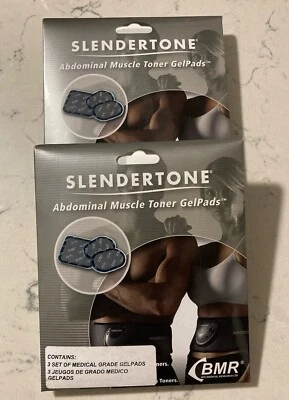 SLENDERTONE®
Abdominal Muscle Toner GelPads™
SLENDERTONE®
Abdominal Muscle Toner GelPads™
CONTAINS:
3 SET OF MEDICAL GRADE GELPADS
3 JUEGOS DE GRADO MEDICO
GELPADS
Toners.
BMR®